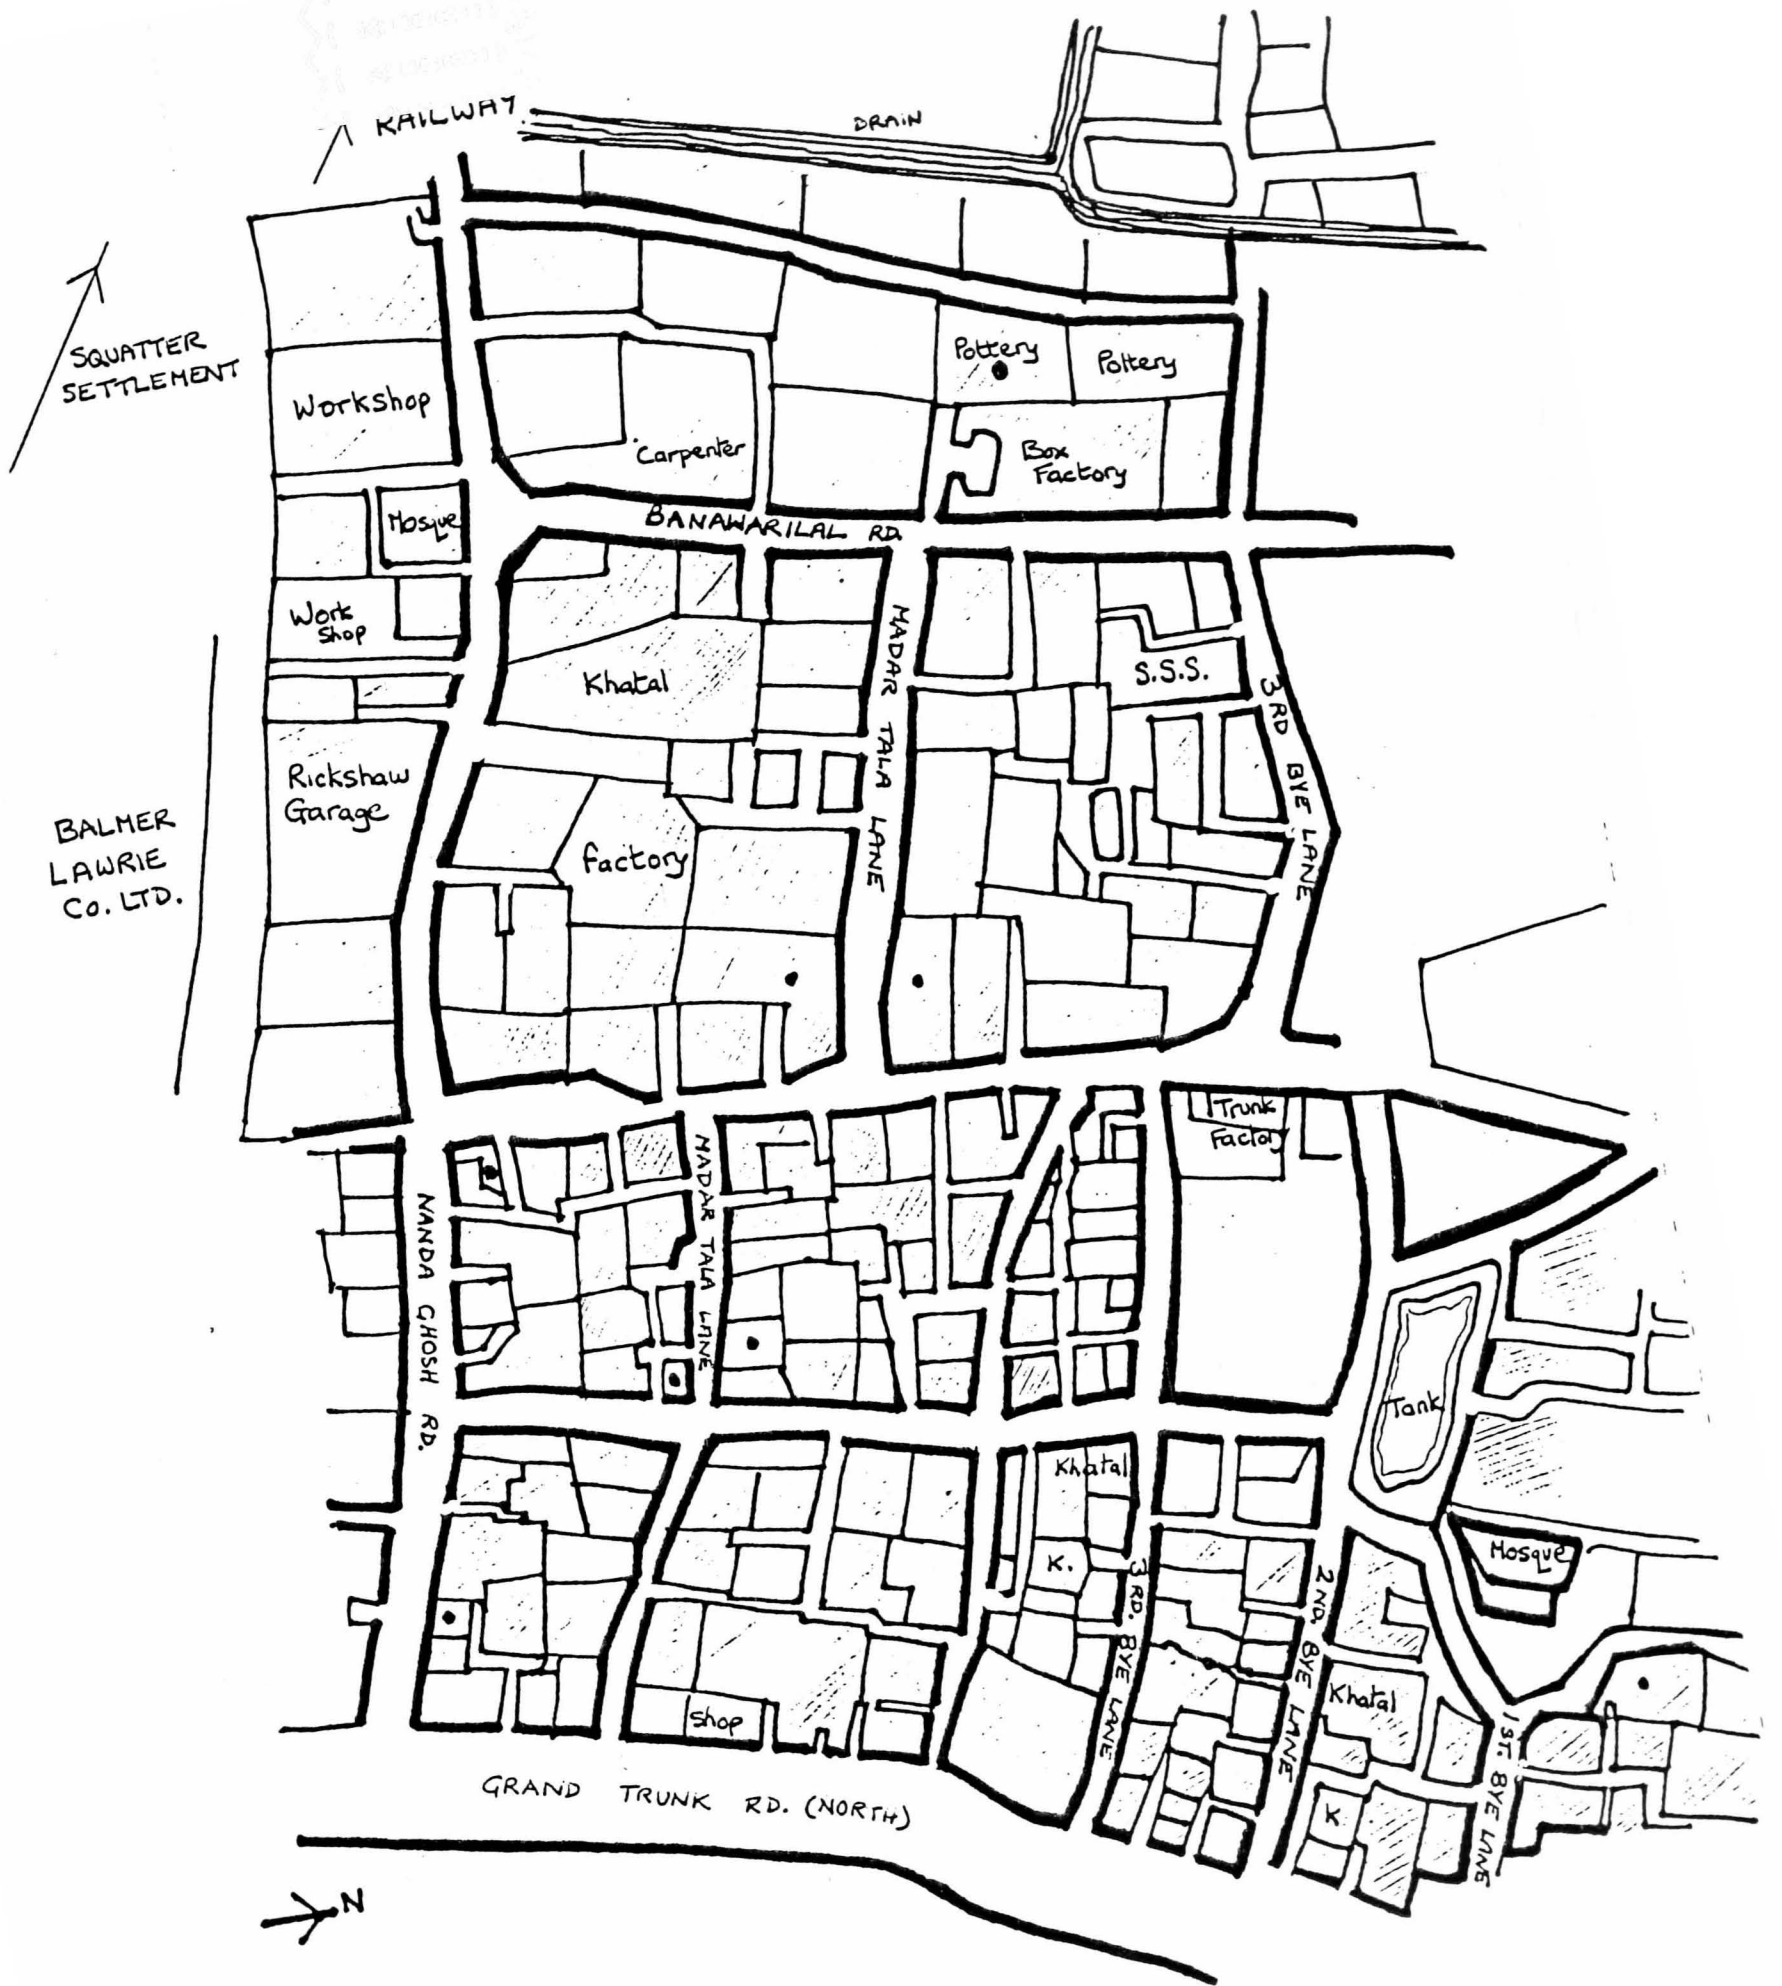 RAILWAY.
DRAIN
SQUATTER
SETTLEMENT
Workshop
Pottery
Pottery
Carpenter
Box
Factory
Mosque
BANAWARILAL RD.
Work
Shop
MADAR TALA LANE
Khatal
S.S.S.
3RD BYE LANE
Rickshaw
Garage
BALMER
LAWRIE
CO. LTD.
factory
Trunk
Factory
NANDA GHOSH RD.
MADAR TALA LANE
Tank
Khatal
K.
Mosque
3RD. BYE LANE
2ND. BYE LANE
Khatal
Shop
1ST. BYE LANE
K
GRAND TRUNK RD. (NORTH)
N